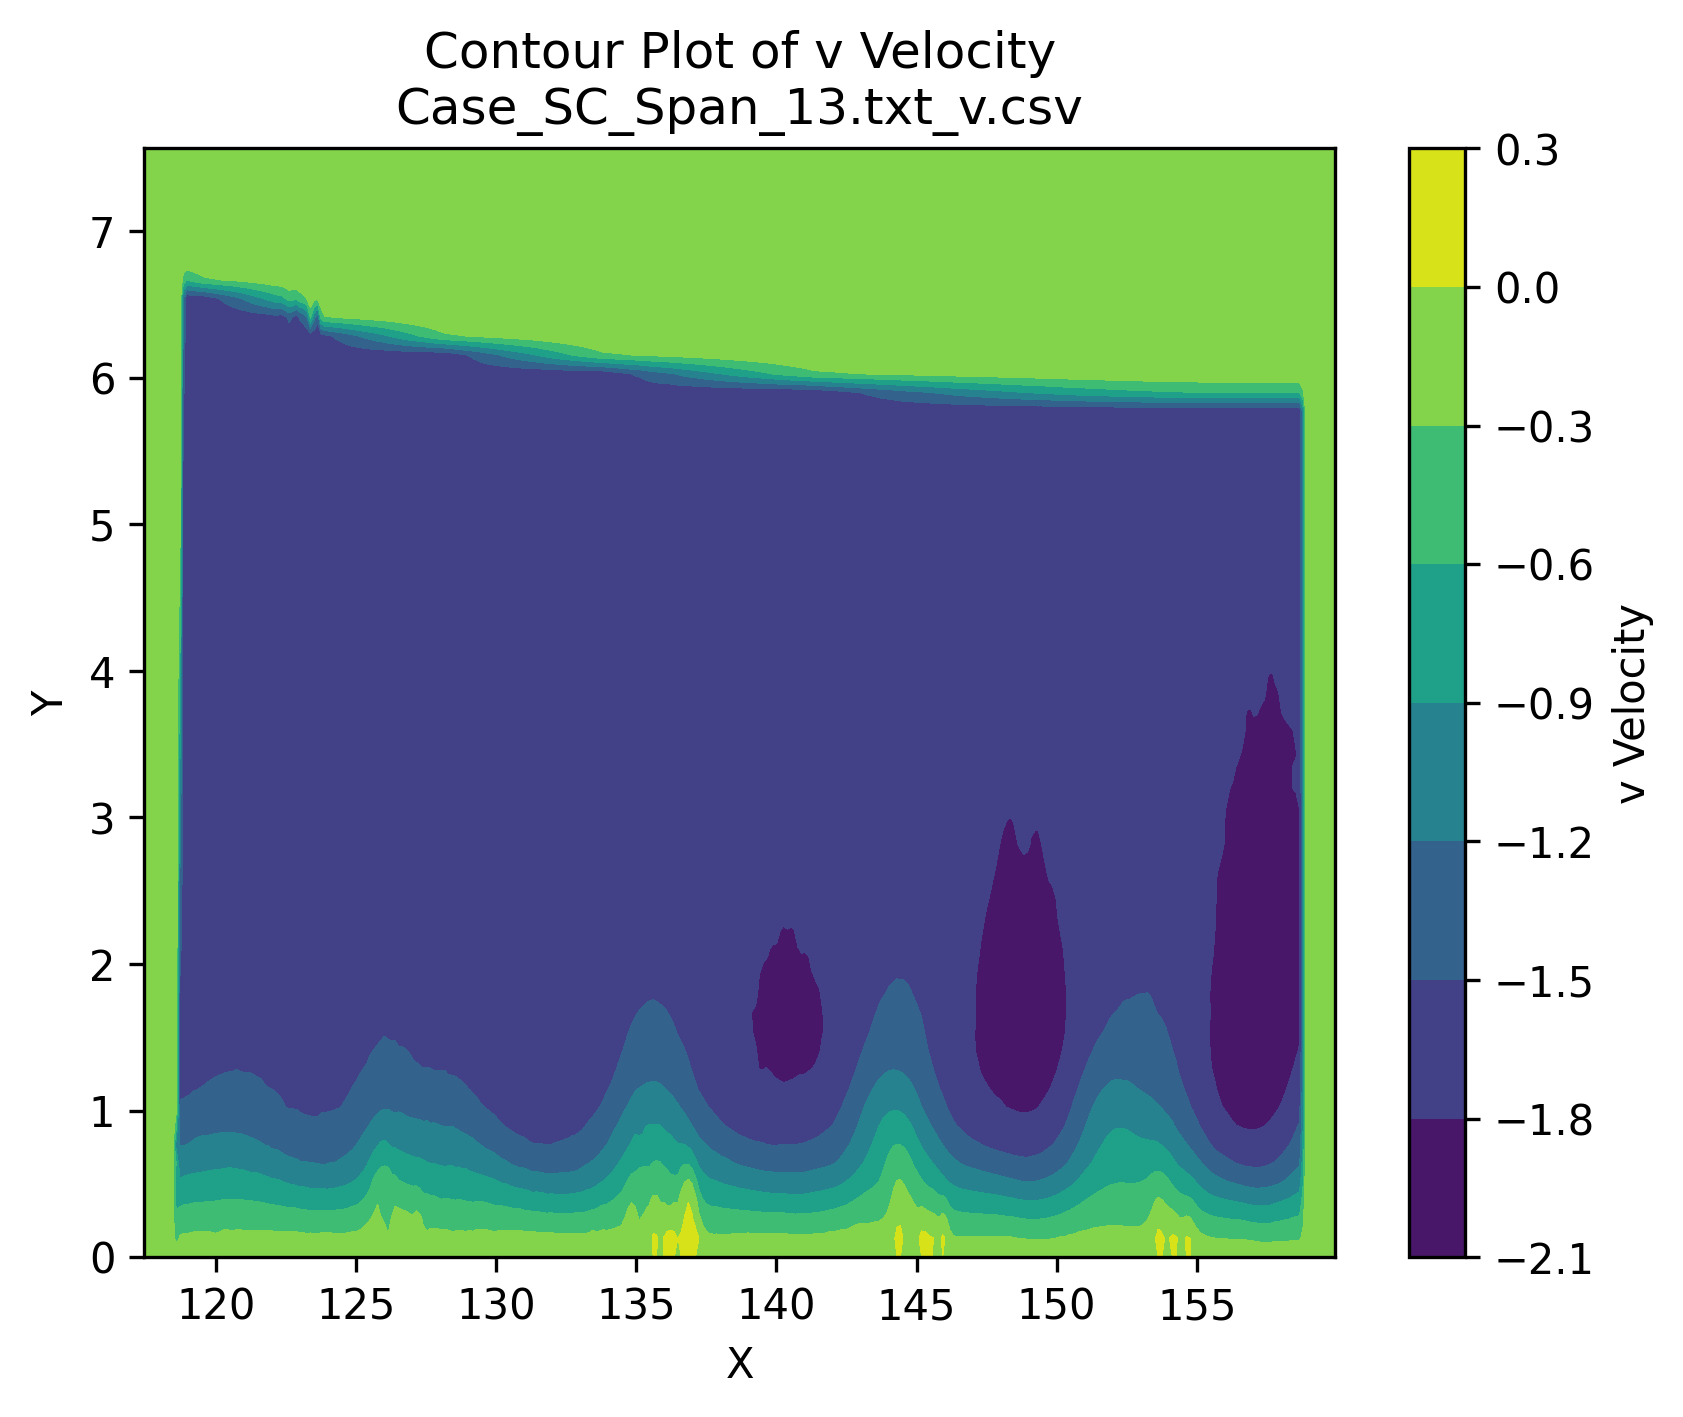 Contour Plot of v Velocity
Case_SC_Span_13.txt_v.csv
7
6
5
4
3
2
1
0
Y
120 125 130 135 140 145 150 155
X
0.3
0.0
−0.3
−0.6
−0.9
−1.2
−1.5
−1.8
−2.1
v Velocity